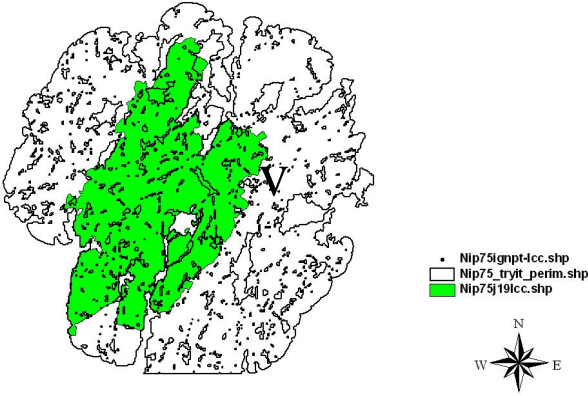 V
Nip75ignpt-lcc.shp
Nip75_tryit_perim.shp
Nip75j19lcc.shp
N
W E
S